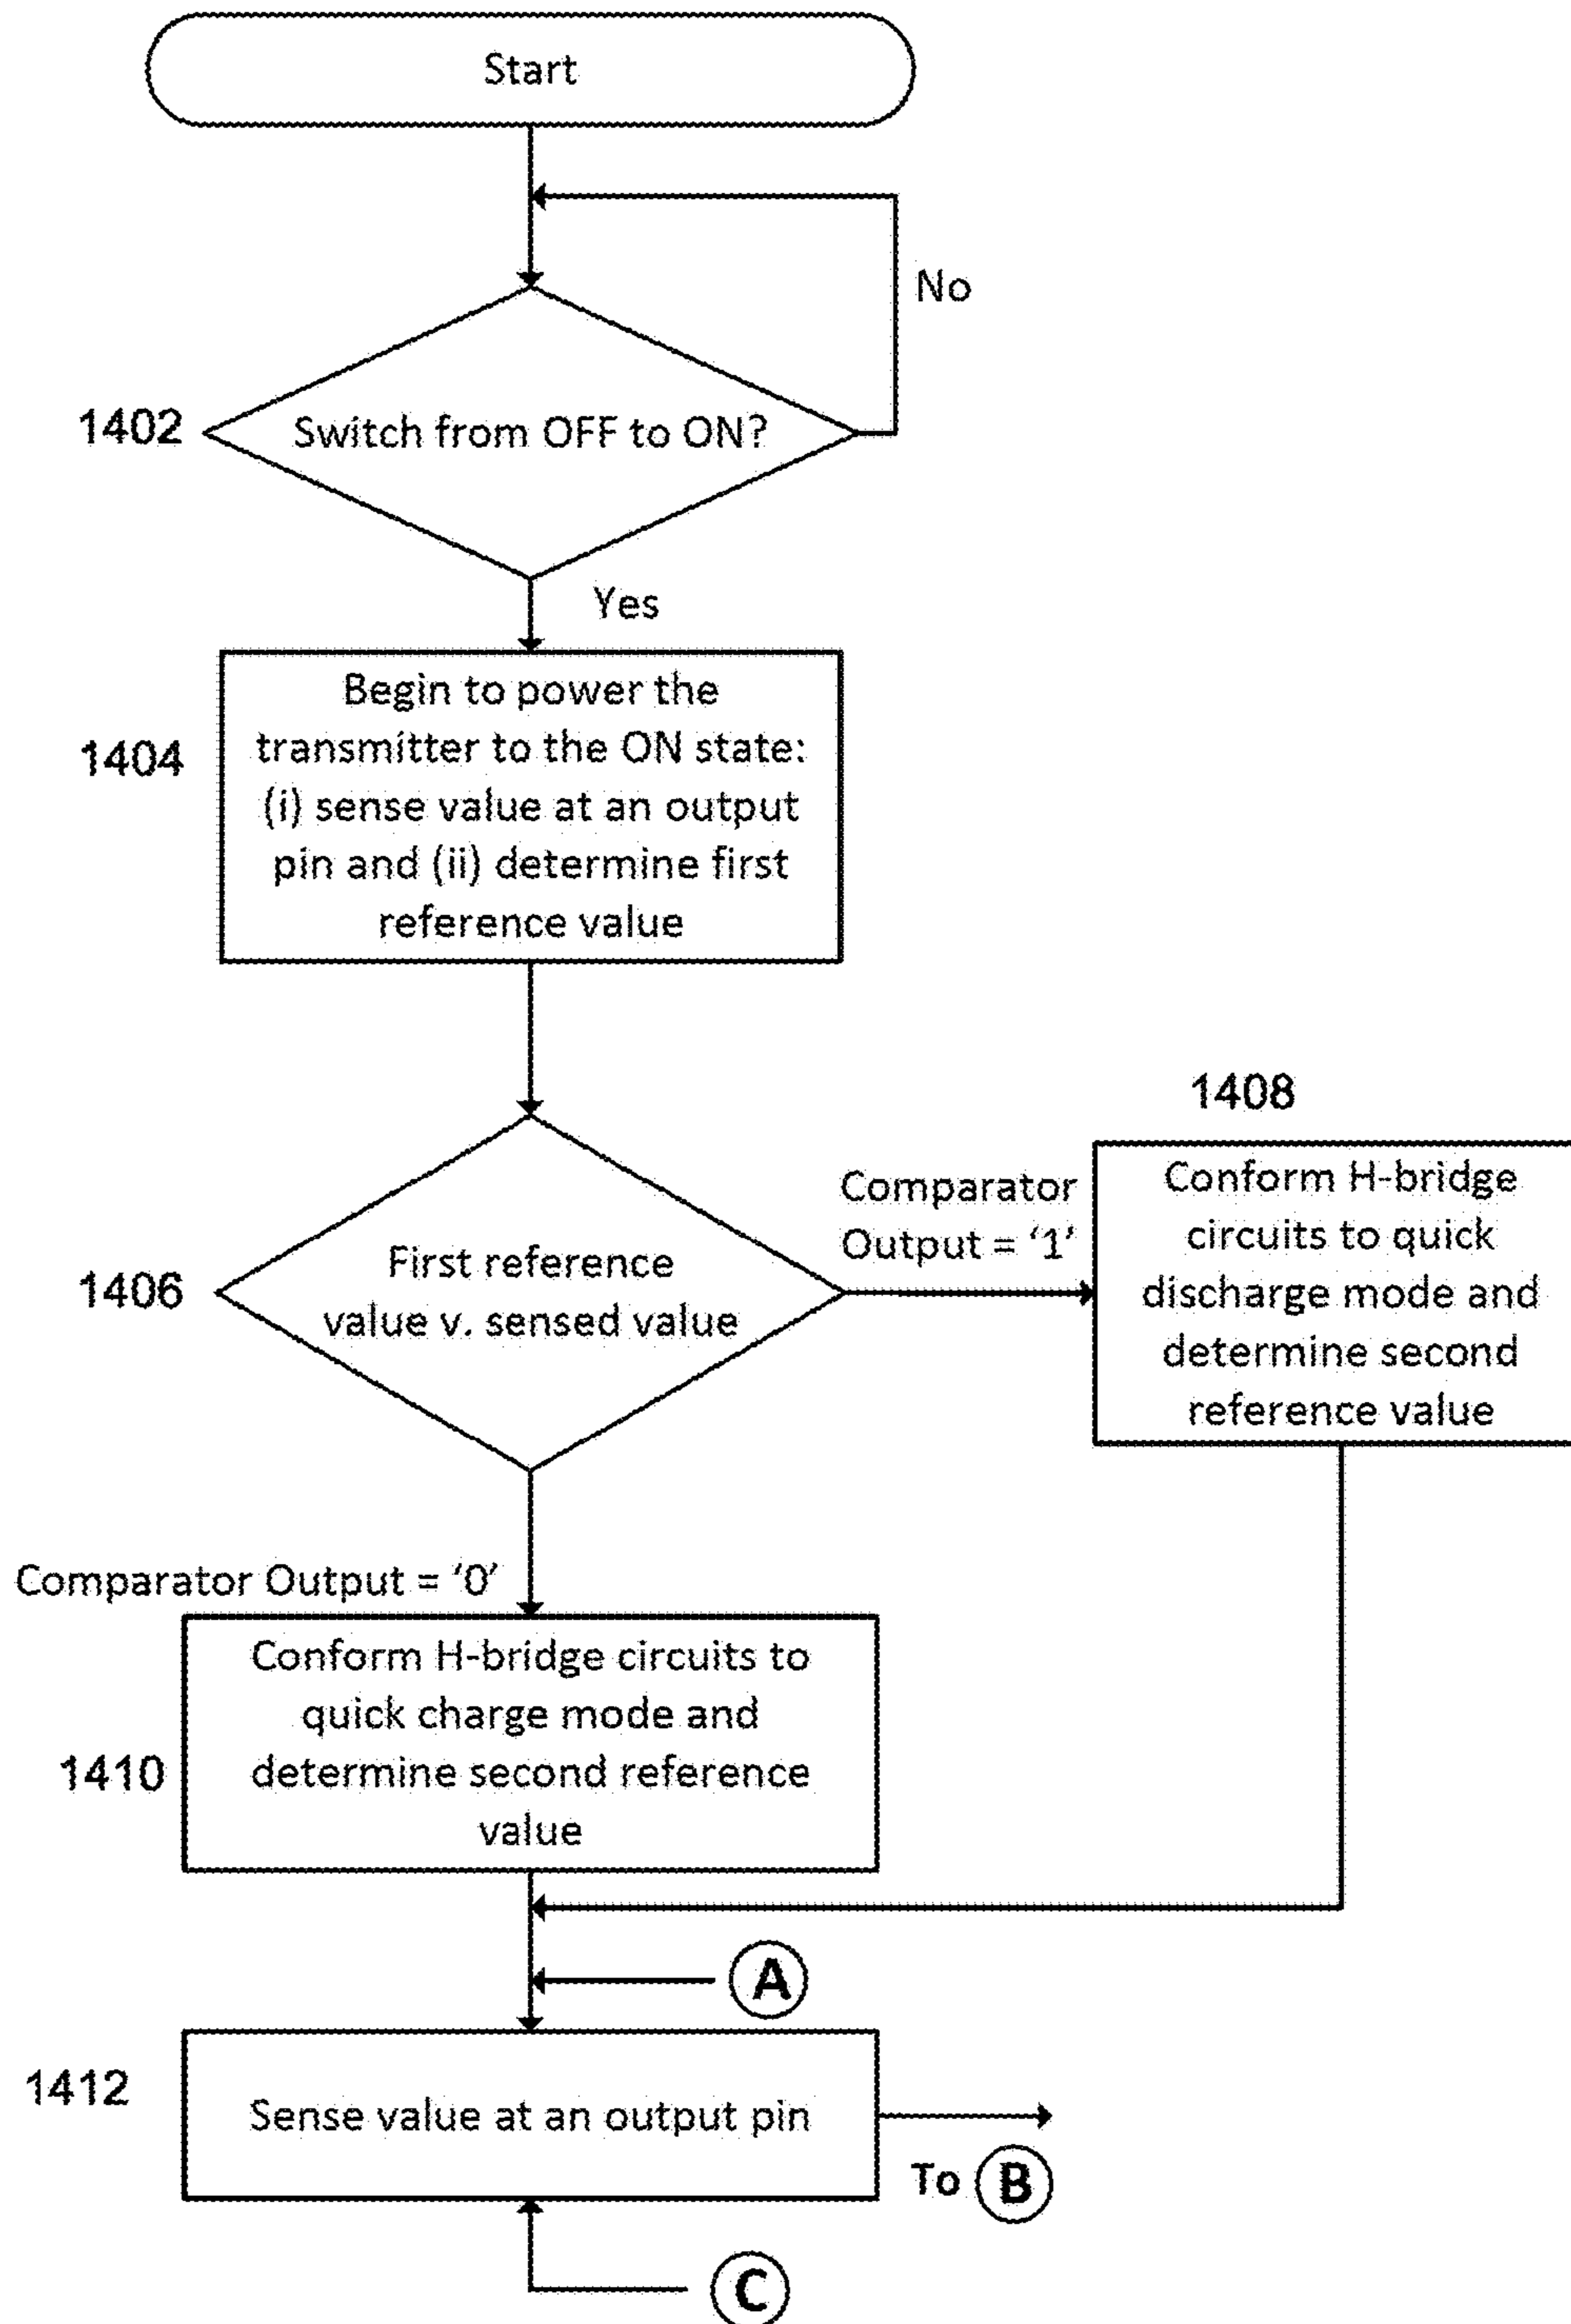 Start
No
1402
Switch from OFF to ON?
Yes
1404
Begin to power the
transmitter to the ON state:
(i) sense value at an output
pin and (ii) determine first
reference value
1406
First reference
value v. sensed value
Comparator
Output = ‘1’
1408
Conform H-bridge
circuits to quick
discharge mode and
determine second
reference value
Comparator Output = ‘0’
1410
Conform H-bridge circuits to
quick charge mode and
determine second reference
value
A
1412
Sense value at an output pin
To B
C